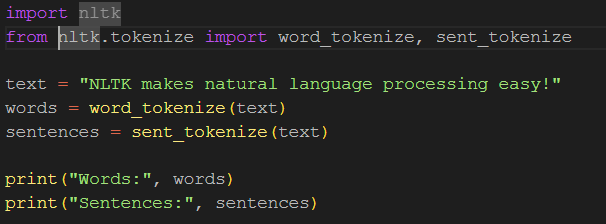 import nltk
from nltk.tokenize import word_tokenize, sent_tokenize
text = "NLTK makes natural language processing easy!"
words = word_tokenize(text)
sentences = sent_tokenize(text)
print("Words:", words)
print("Sentences:", sentences)